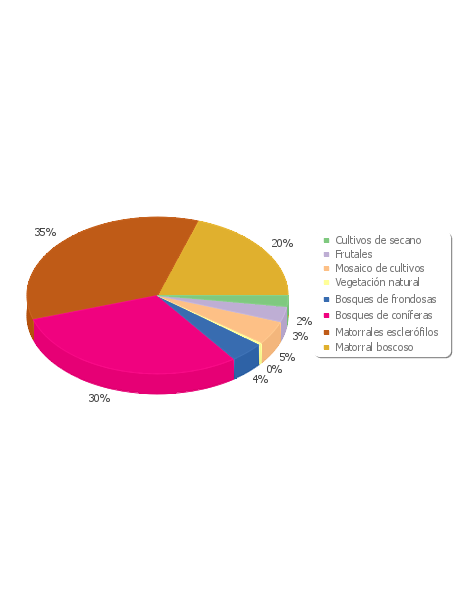 35%
20%
2%
3%
5%
0%
4%
30%
Cultivos de secano
Frutales
Mosaico de cultivos
Vegetación natural
Bosques de frondosas
Bosques de coníferas
Matorrales esclerófilos
Matorral boscoso